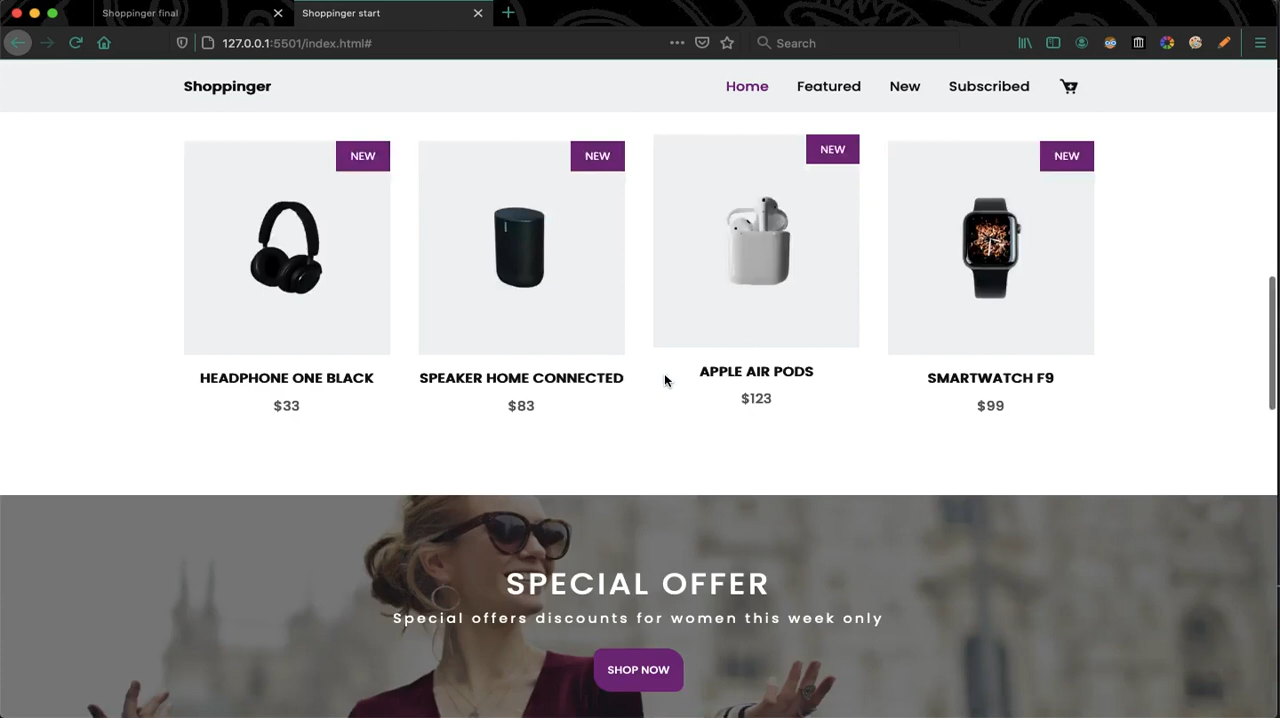 Shoppinger final
Shoppinger start
127.0.0.1:5501/index.html#
Search
Shoppinger
Home Featured New Subscribed
NEW NEW NEW NEW
HEADPHONE ONE BLACK
$33
SPEAKER HOME CONNECTED
$83
APPLE AIR PODS
$123
SMARTWATCH F9
$99
SPECIAL OFFER
Special offers discounts for women this week only
SHOP NOW